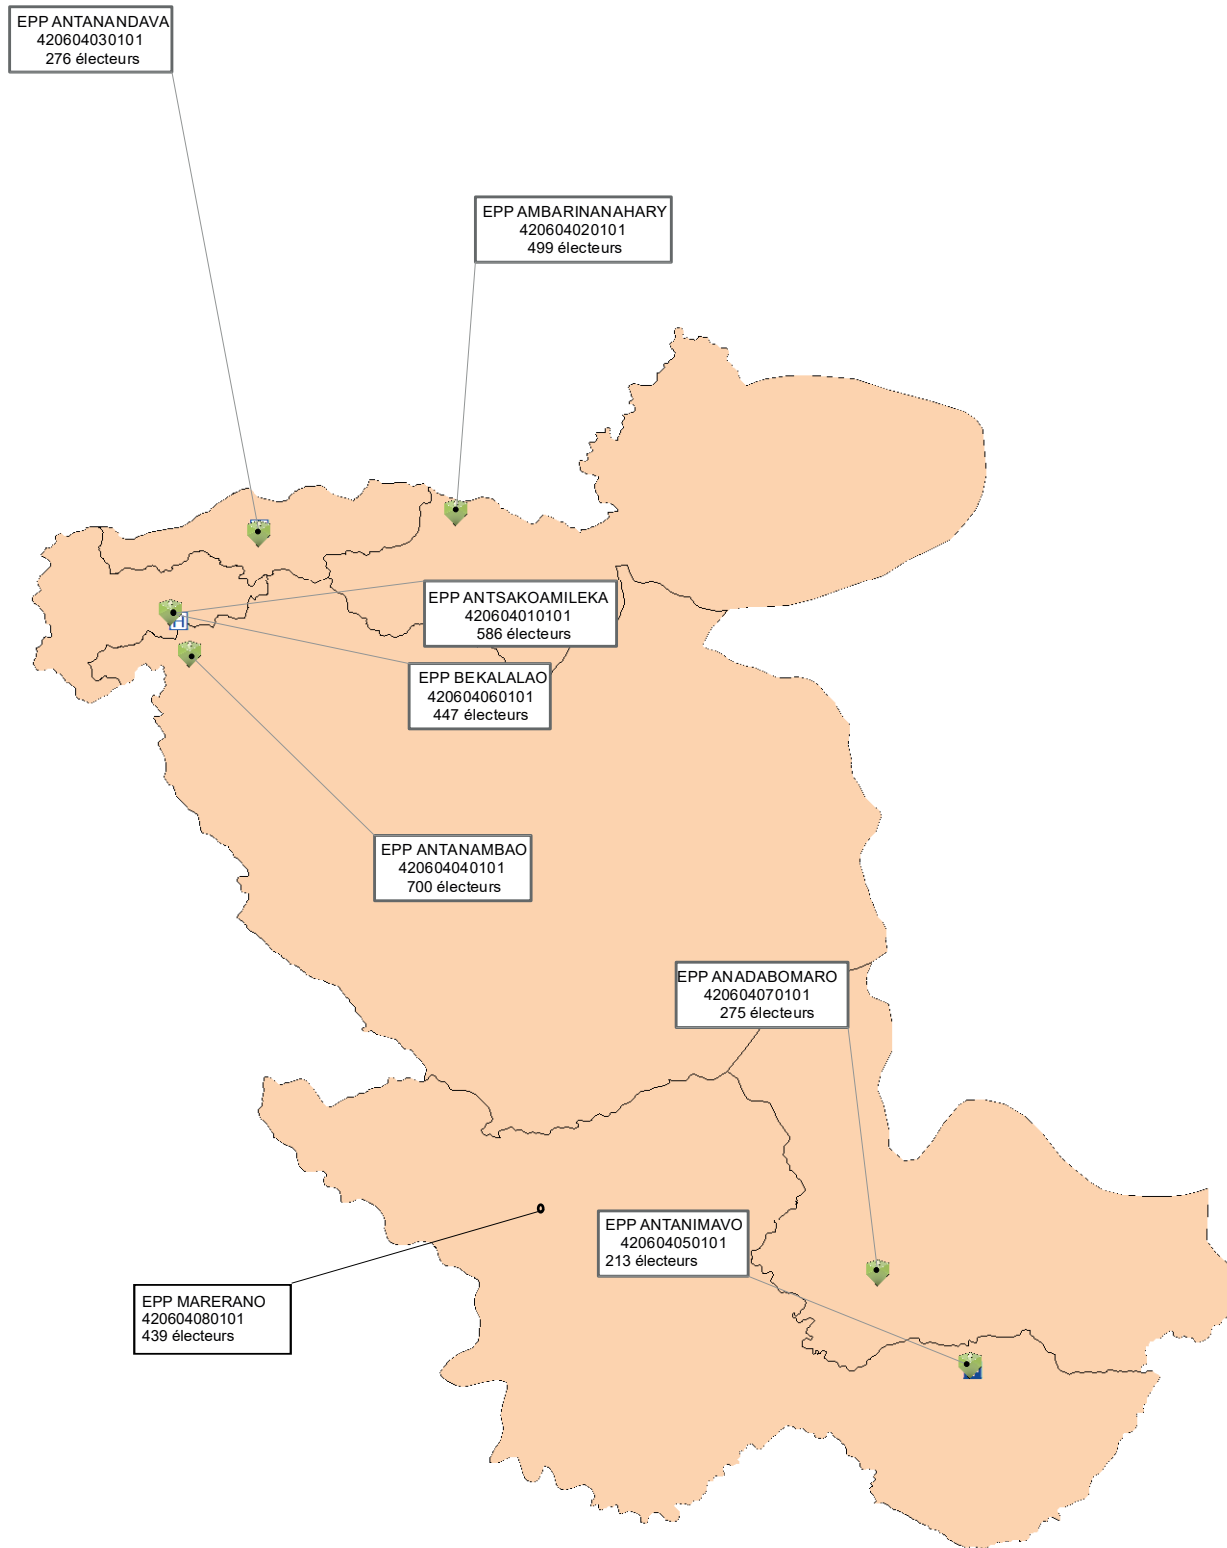 EPP ANTANANDAVA
420604030101
276 électeurs
EPP AMBARINANAHARY
420604020101
499 électeurs
EPP ANTSAKOAMILEKA
420604010101
586 électeurs
EPP BEKALALAO
420604060101
447 électeurs
EPP ANTANAMBAO
420604040101
700 électeurs
EPP ANADABOMARO
420604070101
275 électeurs
EPP ANTANIMAVO
420604050101
213 électeurs
EPP MARERANO
420604080101
439 électeurs
H